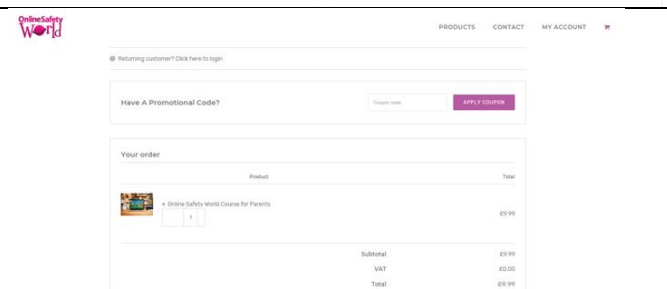 OnlineSafety
World
PRODUCTS CONTACT MY ACCOUNT
Returning customer? Click here to login
Have A Promotional Code?
Coupon code
APPLY COUPON
Your order
Product Total
× Online Safety World Course for Parents
1
£9.99
Subtotal £9.99
VAT £0.00
Total £9.99